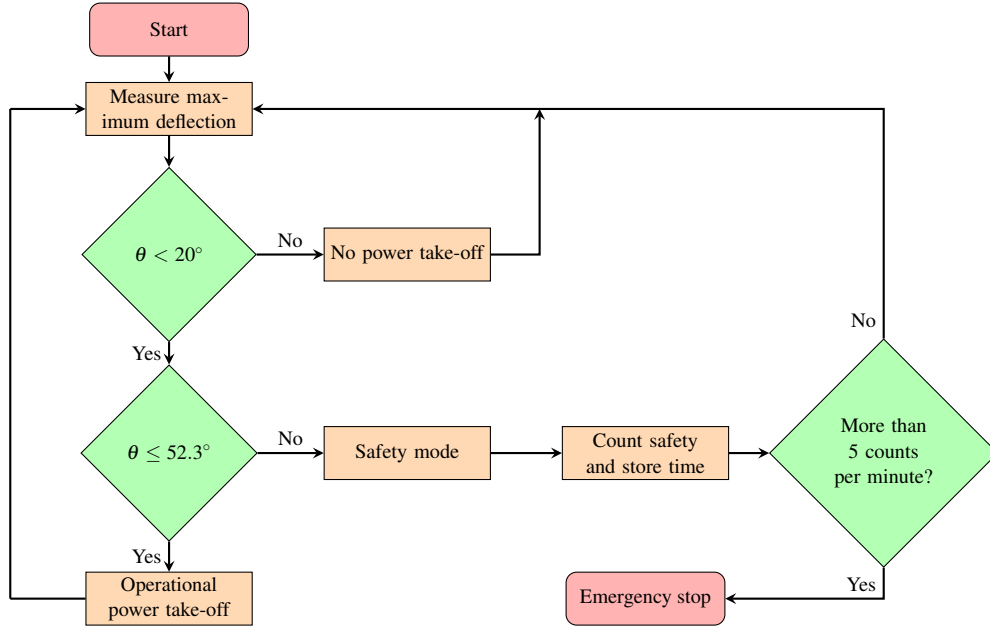 Start
Measure max-
imum deflection
θ < 20°
No
No power take-off
Yes
No
θ ≤ 52.3°
No
Safety mode
Count safety
and store time
More than
5 counts
per minute?
Yes
Operational
power take-off
Emergency stop
Yes